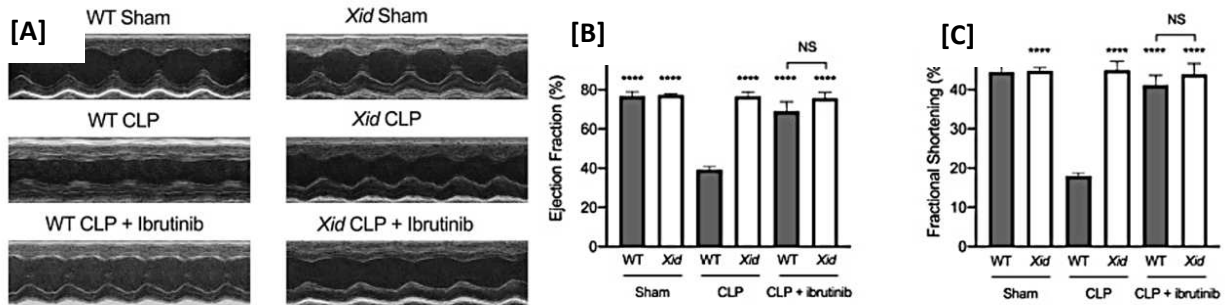 [A]
WT Sham
Xid Sham
WT CLP
Xid CLP
WT CLP + Ibrutinib
Xid CLP + Ibrutinib
[B]
NS
**** **** **** **** ****
Ejection Fraction (%)
80
60
40
20
0
WT Xid WT Xid WT Xid
Sham CLP CLP + ibrutinib
[C]
NS
**** **** **** ****
Fractional Shortening (%
40
20
0
WT Xid WT Xid WT Xid
Sham CLP CLP + ibrutinib